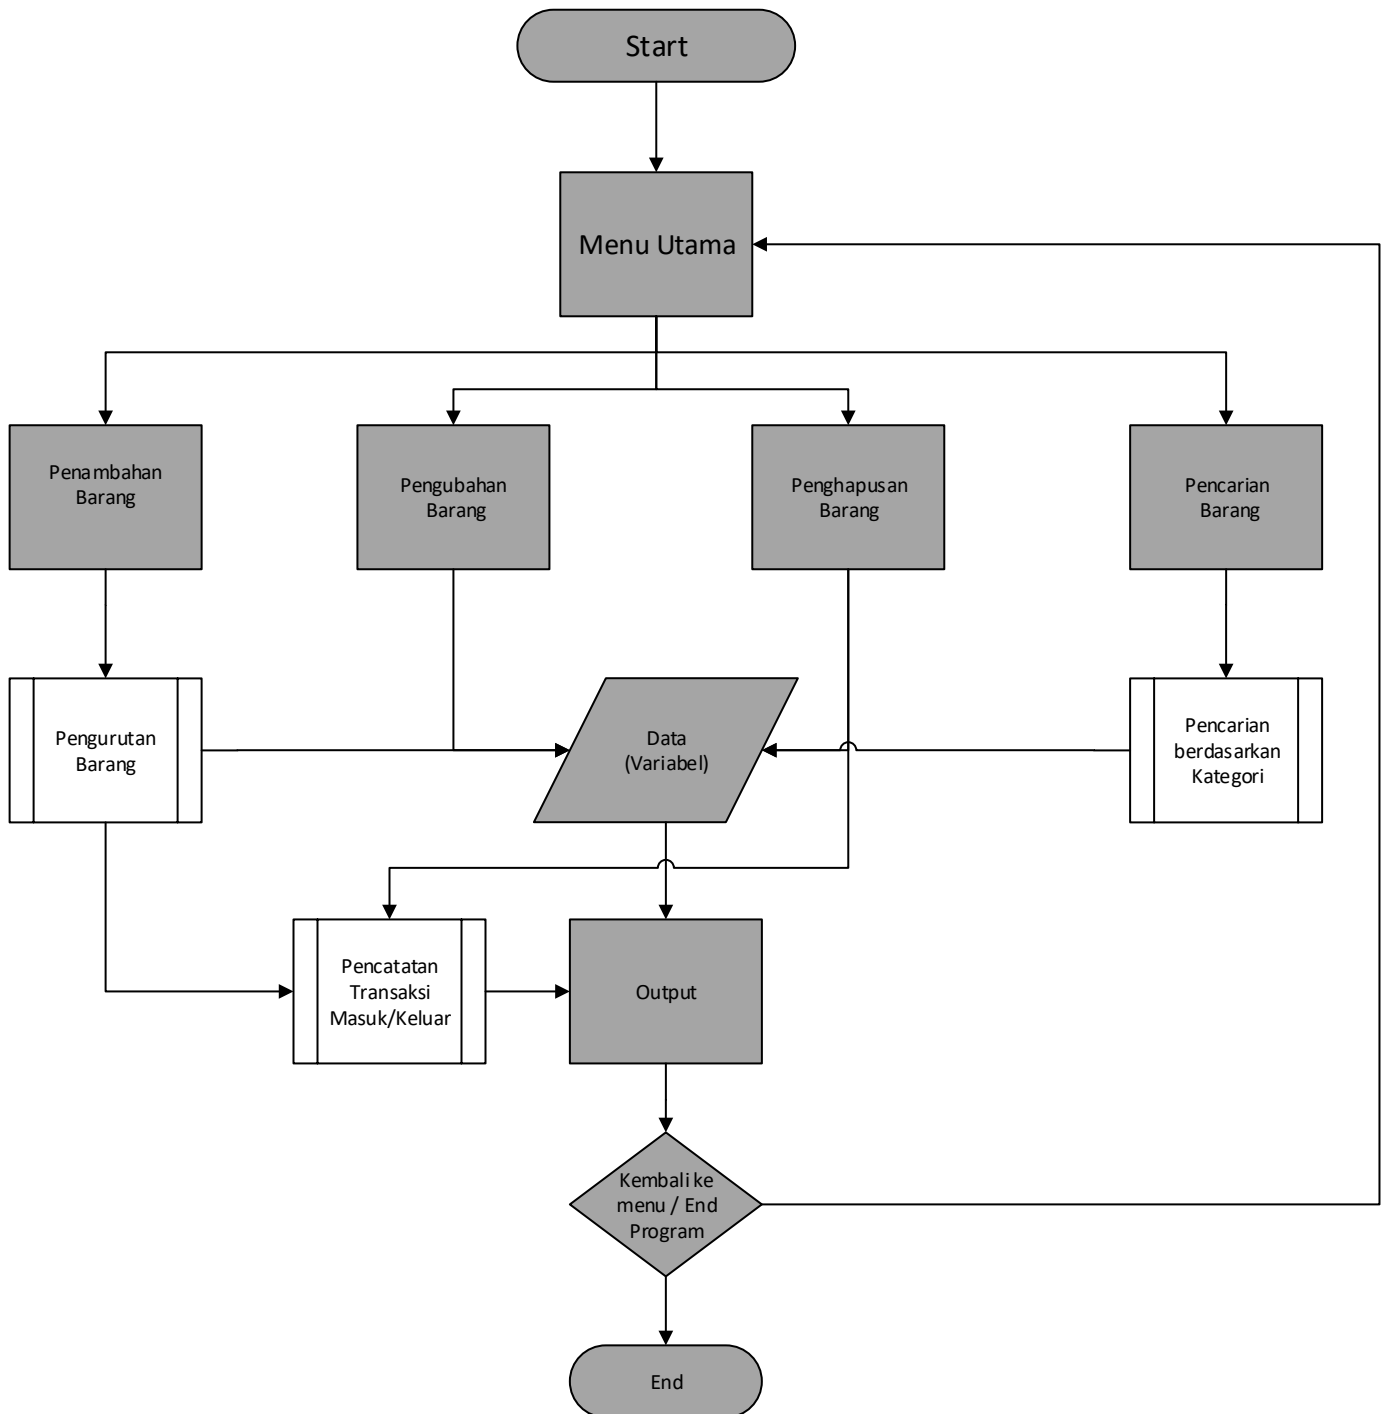 Start
Menu Utama
Penambahan
Barang
Pengubahan
Barang
Penghapusan
Barang
Pencarian
Barang
Pengurutan
Barang
Data
(Variabel)
Pencarian
berdasarkan
Kategori
Pencatatan
Transaksi
Masuk/Keluar
Output
Kembali ke
menu / End
Program
End